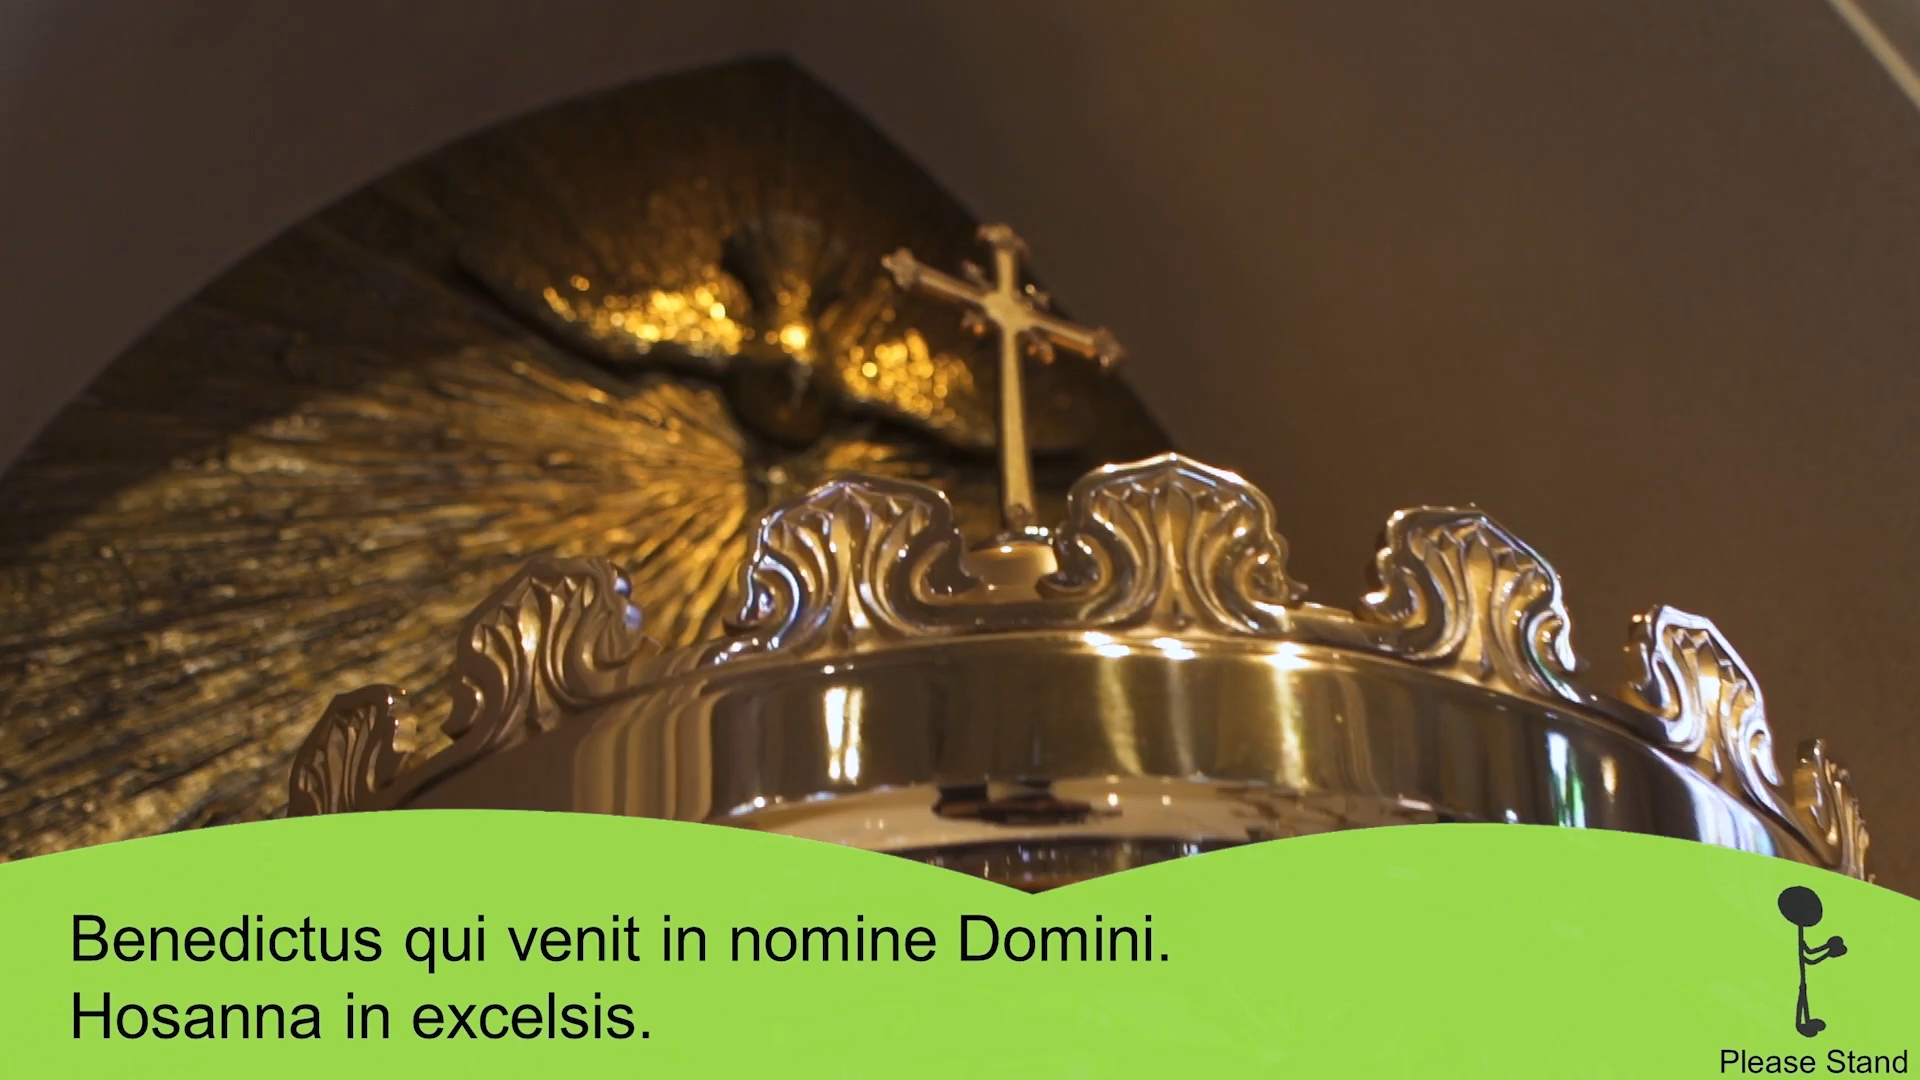 Benedictus qui venit in nomine Domini.
Hosanna in excelsis.
Please Stand